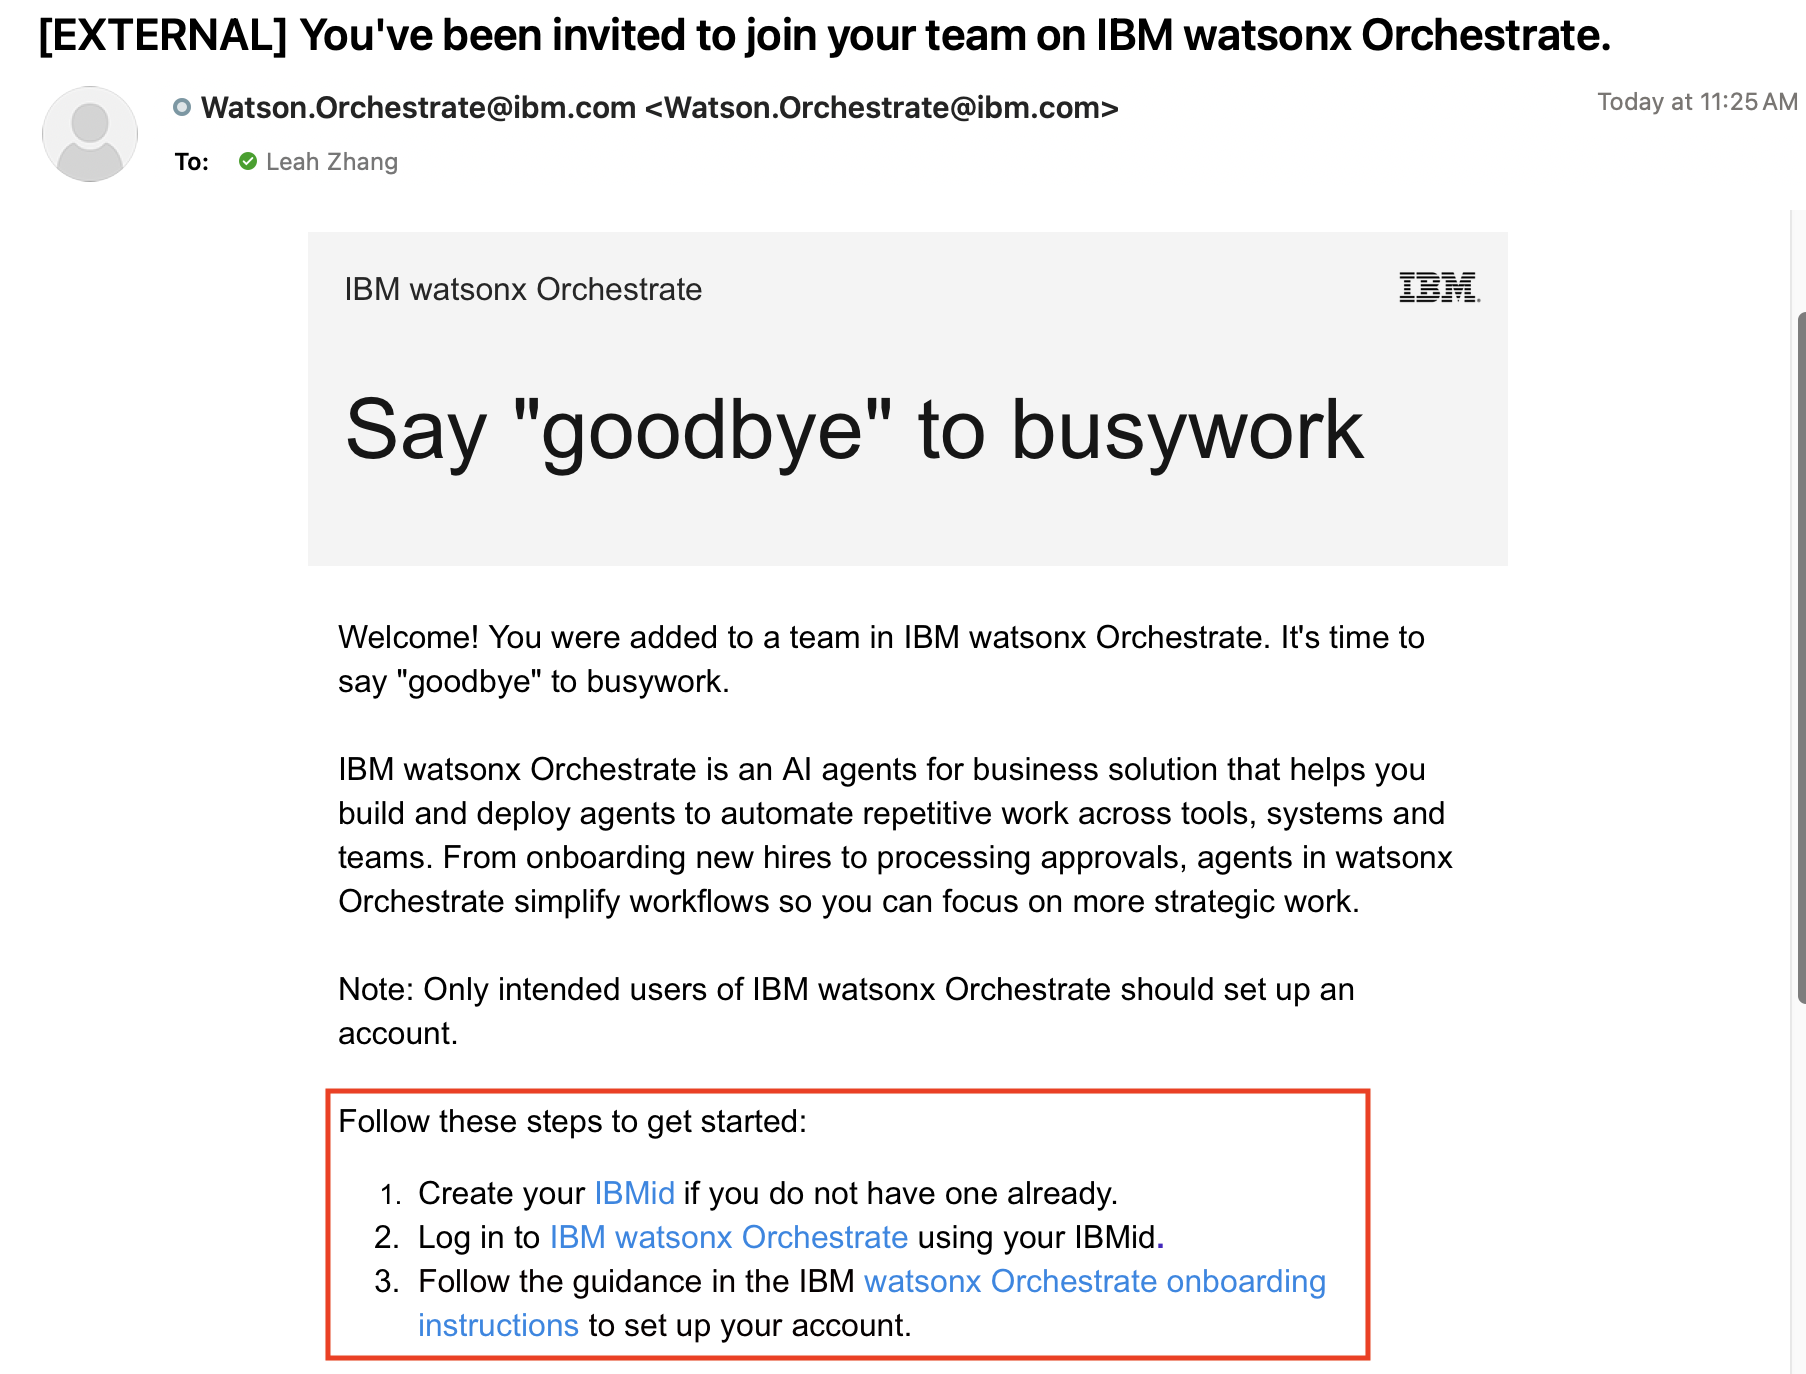 [EXTERNAL] You've been invited to join your team on IBM watsonx Orchestrate.
Watson.Orchestrate@ibm.com <Watson.Orchestrate@ibm.com>
Today at 11:25 AM
To: Leah Zhang
IBM watsonx Orchestrate
IBM.
Say "goodbye" to busywork
Welcome! You were added to a team in IBM watsonx Orchestrate. It's time to
say "goodbye" to busywork.
IBM watsonx Orchestrate is an AI agents for business solution that helps you
build and deploy agents to automate repetitive work across tools, systems and
teams. From onboarding new hires to processing approvals, agents in watsonx
Orchestrate simplify workflows so you can focus on more strategic work.
Note: Only intended users of IBM watsonx Orchestrate should set up an
account.
Follow these steps to get started:
1. Create your IBMid if you do not have one already.
2. Log in to IBM watsonx Orchestrate using your IBMid.
3. Follow the guidance in the IBM watsonx Orchestrate onboarding
instructions to set up your account.